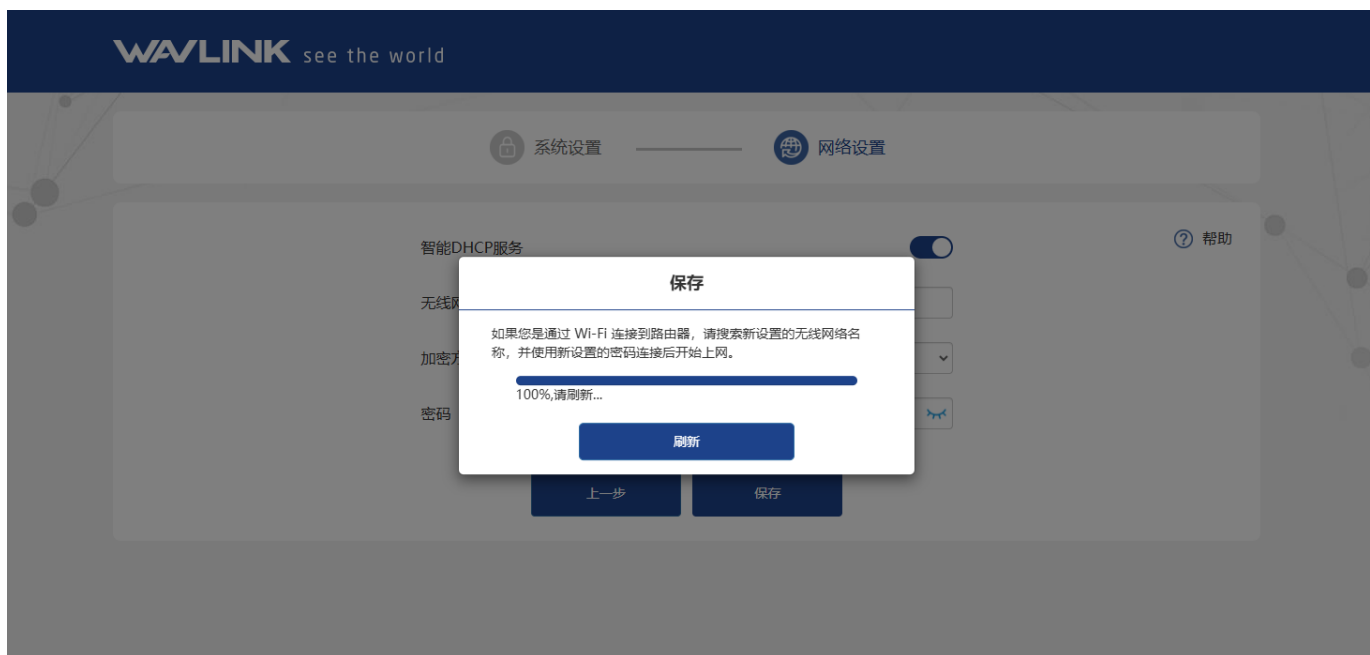 WAVLINK see the world
系统设置
网络设置
智能DHCP服务
帮助
保存
无线网
如果您是通过 Wi-Fi 连接到路由器，请搜索新设置的无线网络名
称，并使用新设置的密码连接后开始上网。
加密方
100%,请刷新...
密码
刷新
上一步
保存